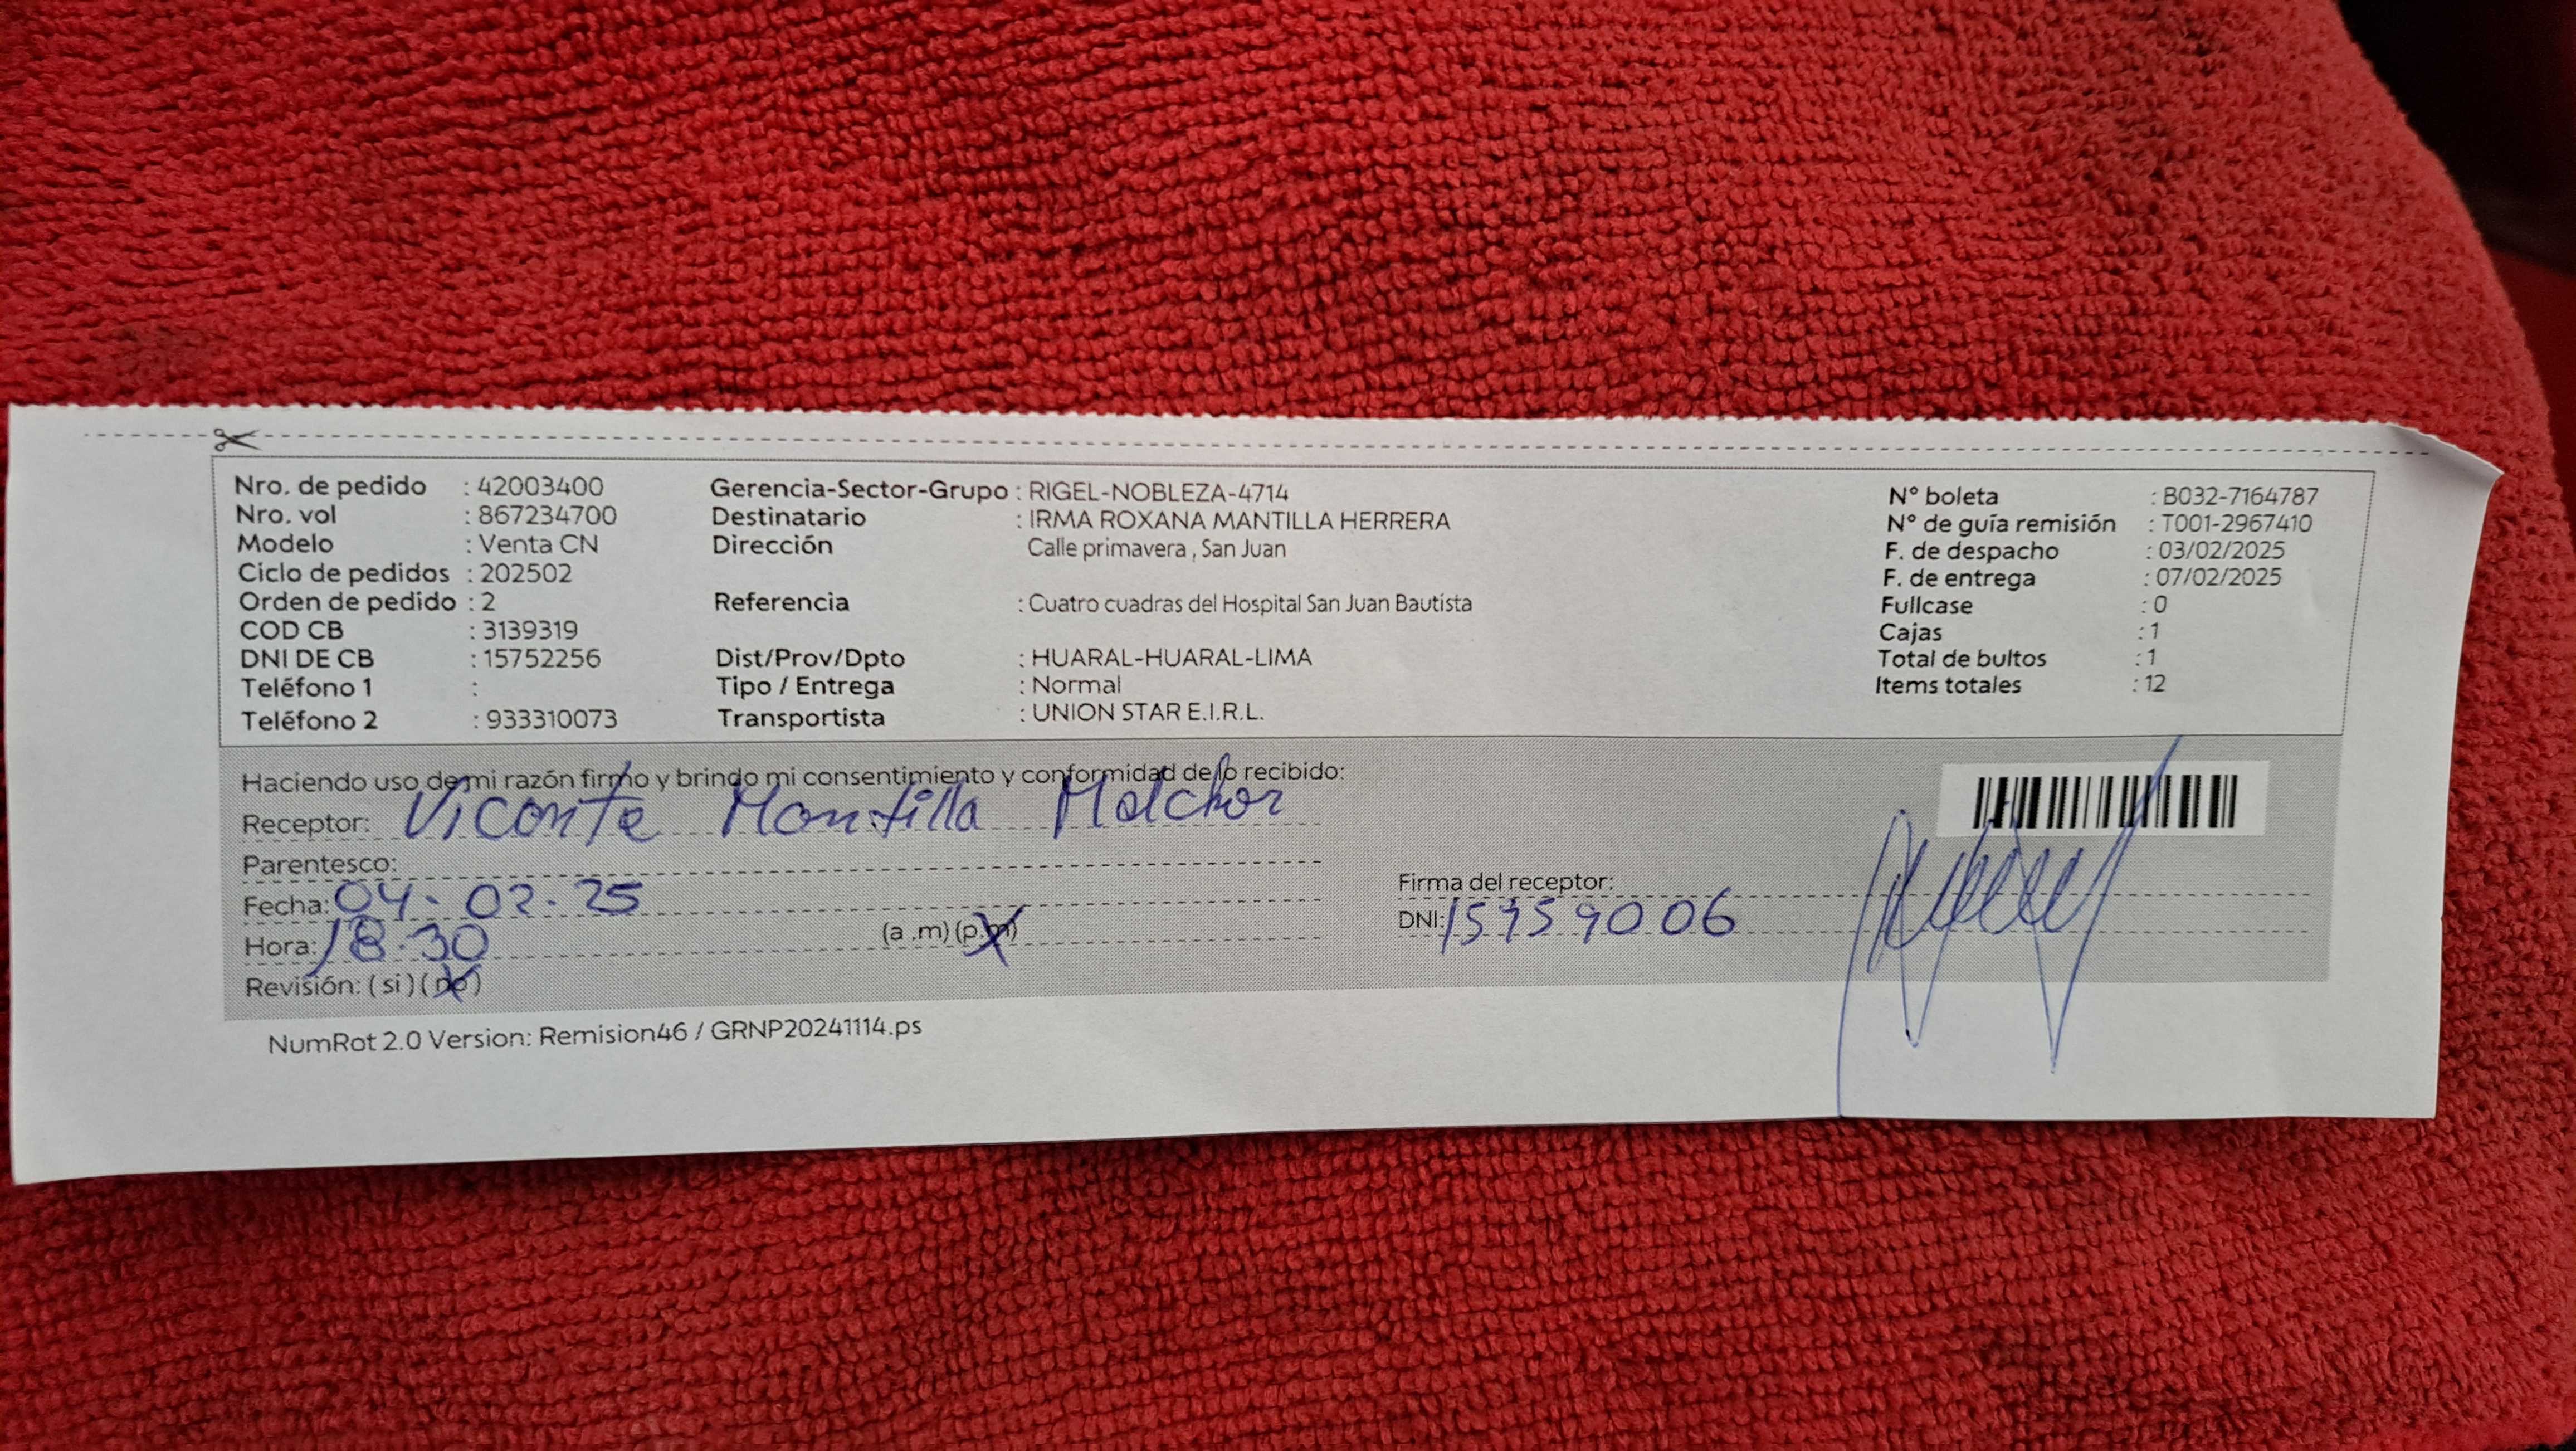 Nro. de pedido : 42003400 Gerencia-Sector-Grupo : RIGEL-NOBLEZA-4714 N° boleta : B032-7164787
Nro. vol : 867234700 Destinatario : IRMA ROXANA MANTILLA HERRERA N° de guía remisión : T001-2967410
Modelo : Venta CN Dirección Calle primavera , San Juan F. de despacho : 03/02/2025
Ciclo de pedidos : 202502 F. de entrega : 07/02/2025
Orden de pedido : 2 Referencia : Cuatro cuadras del Hospital San Juan Bautista Fullcase : 0
COD CB : 3139319 Cajas : 1
DNI DE CB : 15752256 Dist/Prov/Dpto : HUARAL-HUARAL-LIMA Total de bultos : 1
Teléfono 1 : Tipo / Entrega : Normal Items totales : 12
Teléfono 2 : 933310073 Transportista : UNION STAR E.I.R.L.
Haciendo uso de mi razón firmo y brindo mi consentimiento y conformidad de lo recibido:
Receptor: Viconte Mantilla Melchor
Parentesco:
Fecha: 04-02-25 Firma del receptor:
Hora: 18:30 (a .m) (p.m) DNI:
Revisión: ( si ) ( no )
NumRot 2.0 Version: Remision46 / GRNP20241114.ps